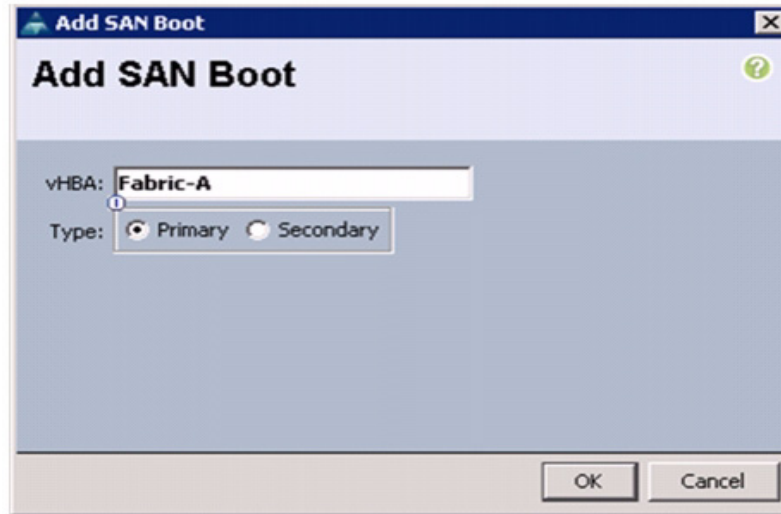 Add SAN Boot
Add SAN Boot
vHBA: Fabric-A
Type: Primary Secondary
OK Cancel